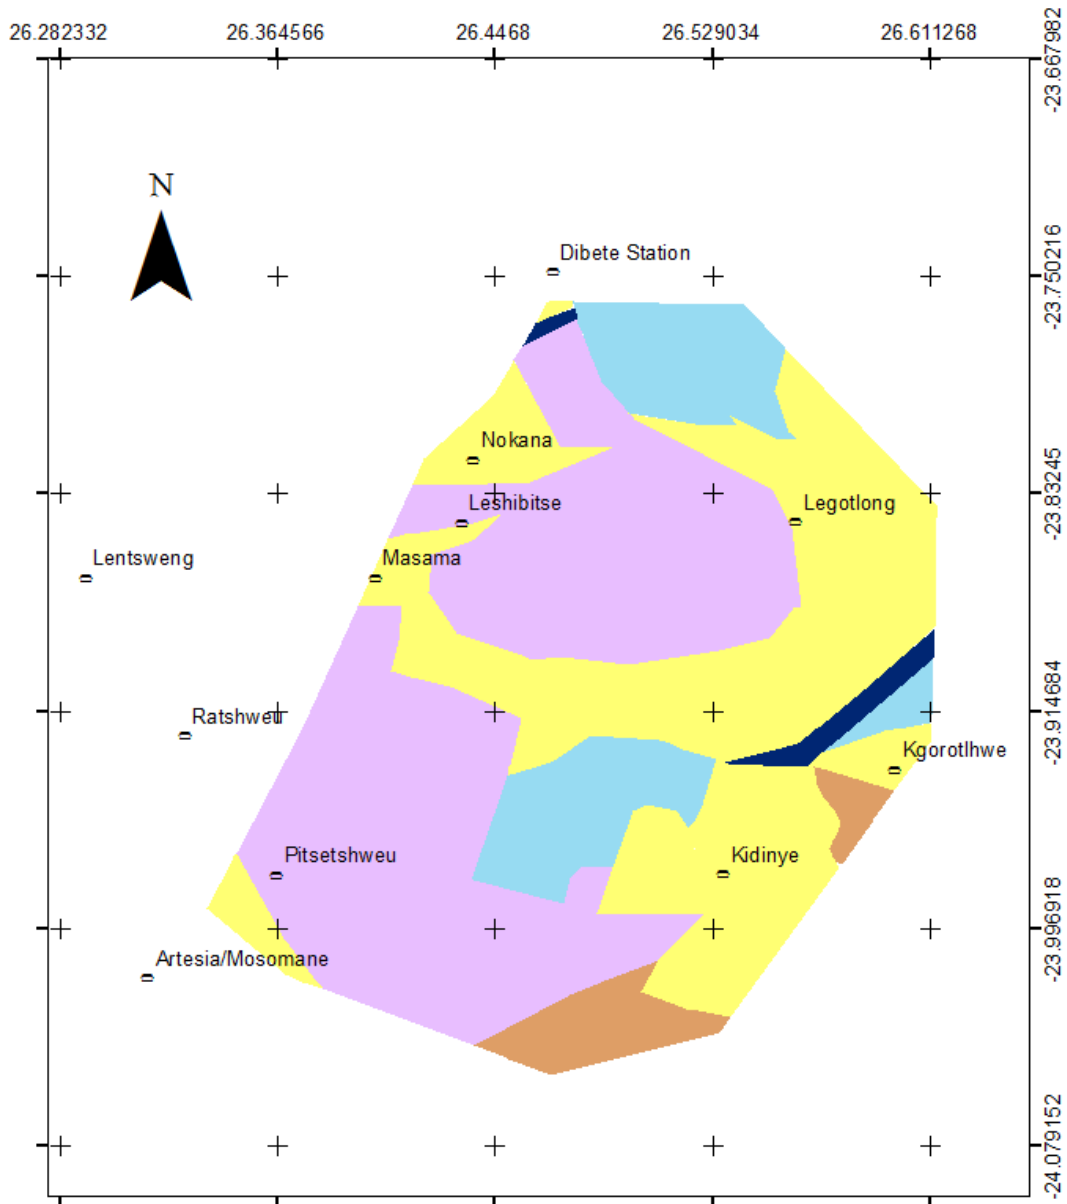 26.282332 26.364566 26.4468 26.529034 26.611268
-23.667982
N
Dibete Station
-23.750216
Nokana
-23.83245
Leshibitse
Legotlong
Lentsweng
Masama
-23.914684
Ratshweu
Kgorotlhwe
Pitsetshweu
Kidinye
-23.996918
Artesia/Mosomane
-24.079152